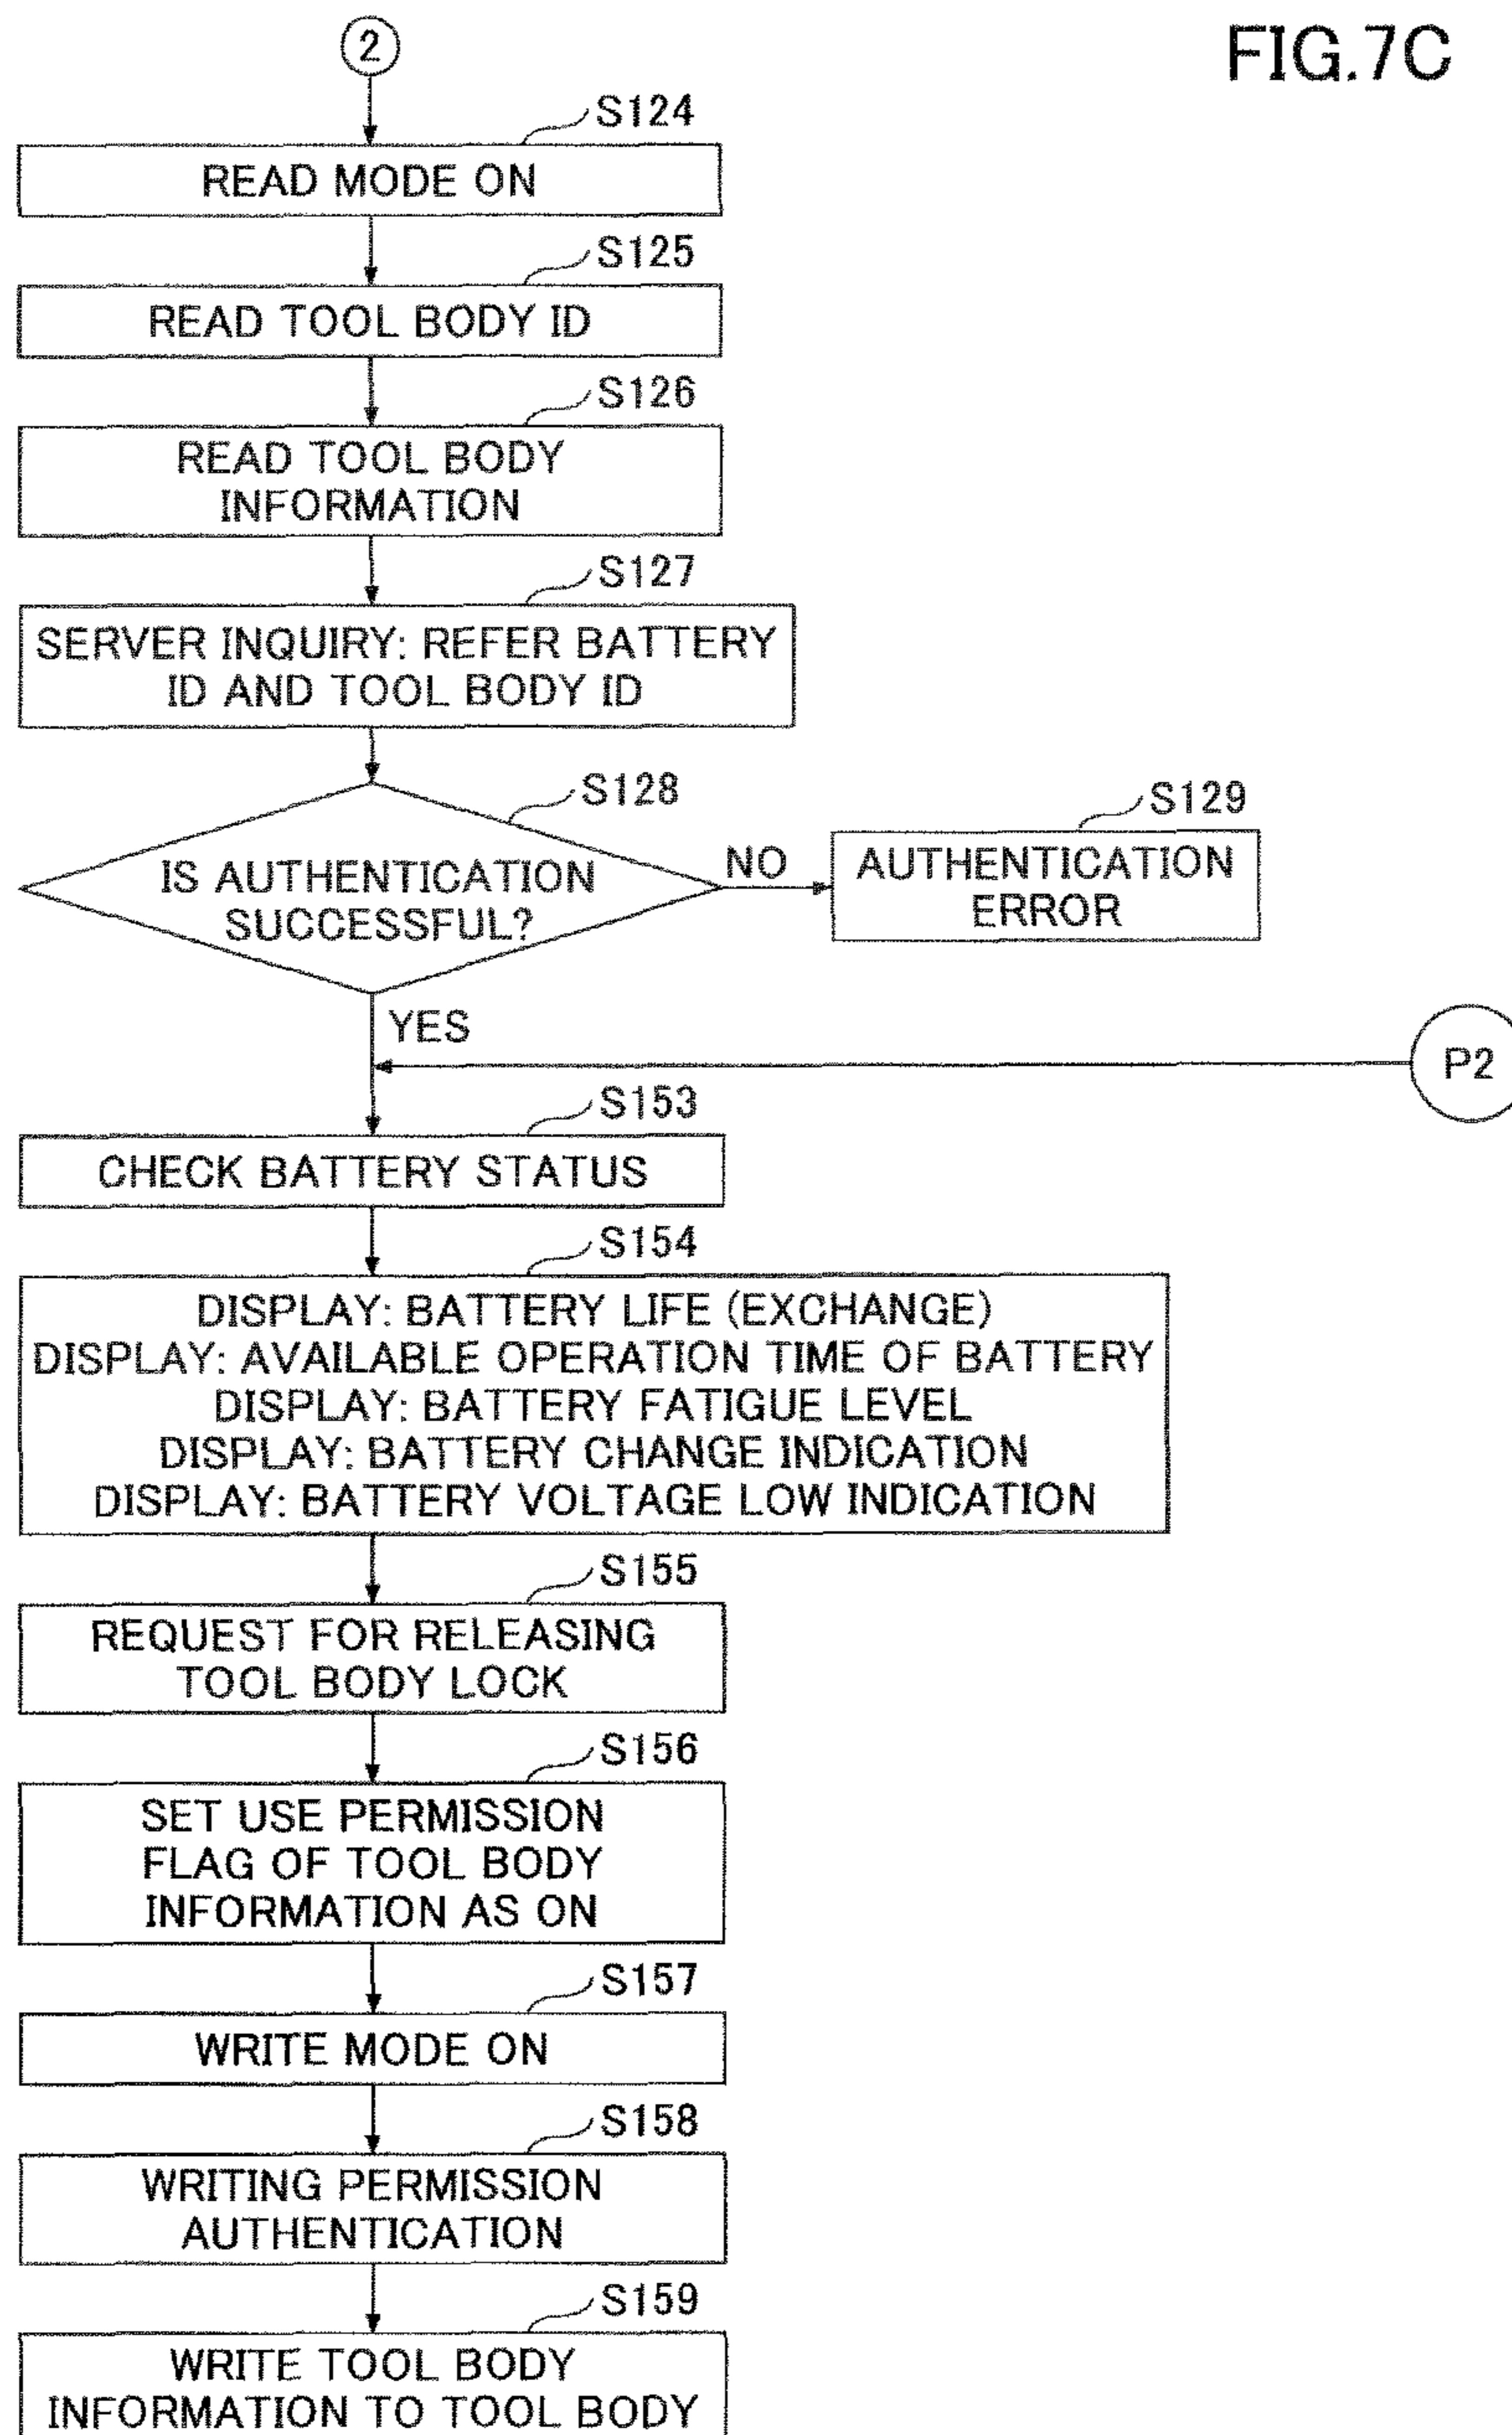 FIG.7C
2
S124
READ MODE ON
S125
READ TOOL BODY ID
S126
READ TOOL BODY
INFORMATION
S127
SERVER INQUIRY: REFER BATTERY
ID AND TOOL BODY ID
S128
IS AUTHENTICATION
SUCCESSFUL?
NO
S129
AUTHENTICATION
ERROR
YES
P2
S153
CHECK BATTERY STATUS
S154
DISPLAY: BATTERY LIFE (EXCHANGE)
DISPLAY: AVAILABLE OPERATION TIME OF BATTERY
DISPLAY: BATTERY FATIGUE LEVEL
DISPLAY: BATTERY CHANGE INDICATION
DISPLAY: BATTERY VOLTAGE LOW INDICATION
S155
REQUEST FOR RELEASING
TOOL BODY LOCK
S156
SET USE PERMISSION
FLAG OF TOOL BODY
INFORMATION AS ON
S157
WRITE MODE ON
S158
WRITING PERMISSION
AUTHENTICATION
S159
WRITE TOOL BODY
INFORMATION TO TOOL BODY